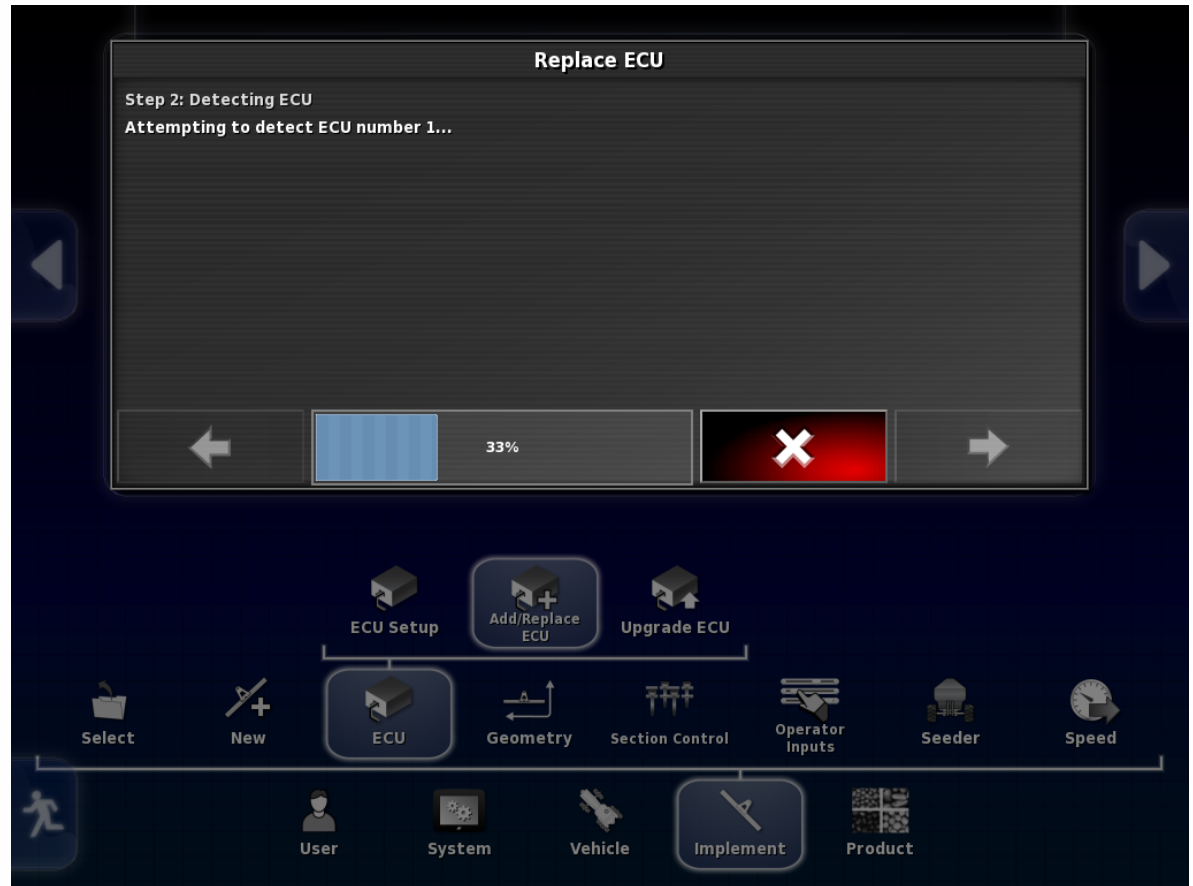 Replace ECU
Step 2: Detecting ECU
Attempting to detect ECU number 1...
33%
ECU Setup
Add/Replace
ECU
Upgrade ECU
Select
New
ECU
Geometry
Section Control
Operator
Inputs
Seeder
Speed
User
System
Vehicle
Implement
Product